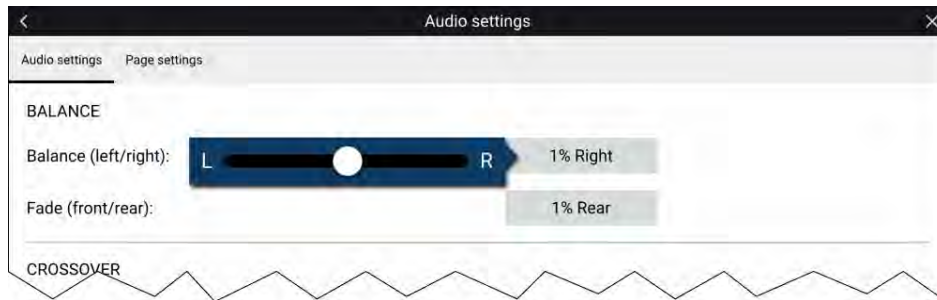 Audio settings
Audio settings Page settings
BALANCE
Balance (left/right): L R 1% Right
Fade (front/rear): 1% Rear
CROSSOVER